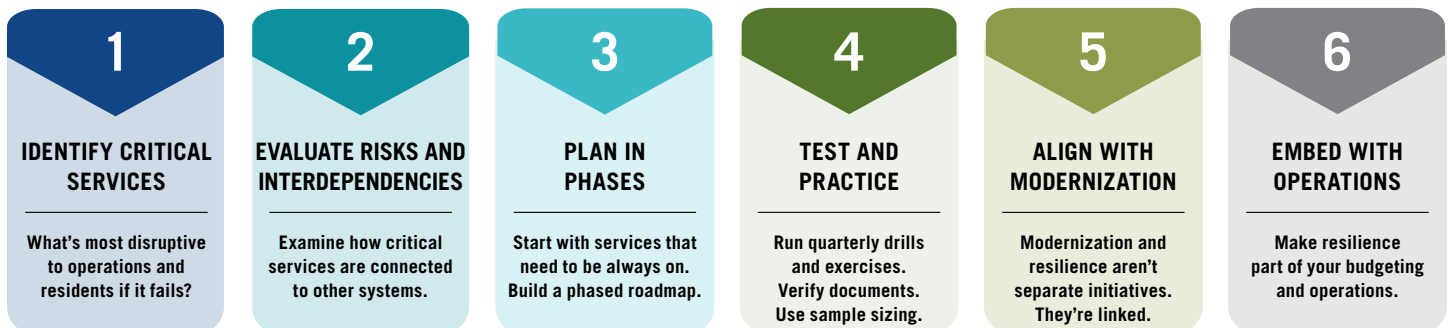 1
IDENTIFY CRITICAL
SERVICES
What's most disruptive
to operations and
residents if it fails?
2
EVALUATE RISKS AND
INTERDEPENDENCIES
Examine how critical
services are connected
to other systems.
3
PLAN IN
PHASES
Start with services that
need to be always on.
Build a phased roadmap.
4
TEST AND
PRACTICE
Run quarterly drills
and exercises.
Verify documents.
Use sample sizing.
5
ALIGN WITH
MODERNIZATION
Modernization and
resilience aren't
separate initiatives.
They're linked.
6
EMBED WITH
OPERATIONS
Make resilience
part of your budgeting
and operations.